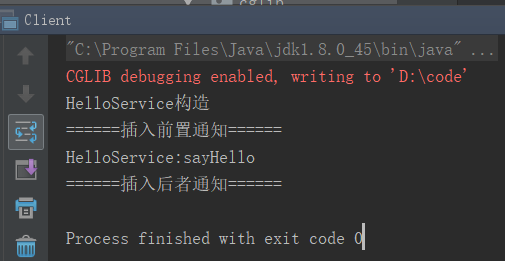 Client
"C:\Program Files\Java\jdk1.8.0_45\bin\java" ...
CGLIB debugging enabled, writing to 'D:\code'
HelloService构造
======插入前置通知======
HelloService:sayHello
======插入后者通知======
Process finished with exit code 0